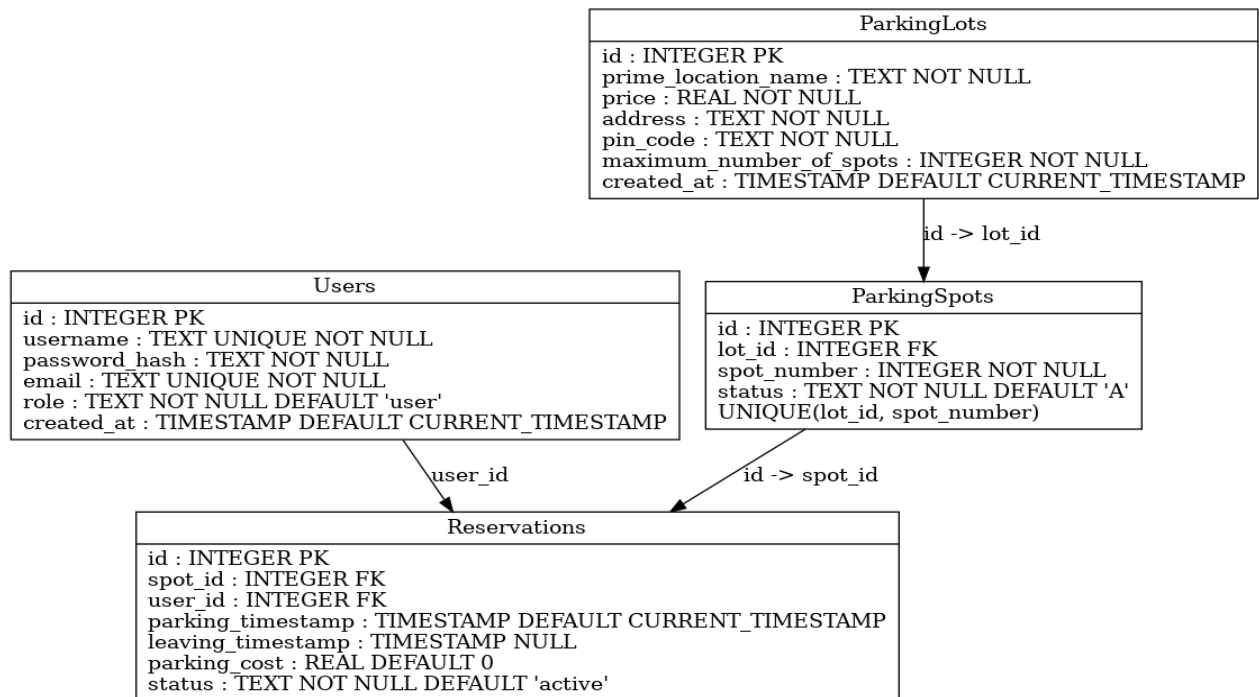 ParkingLots
id : INTEGER PK
prime_location_name : TEXT NOT NULL
price : REAL NOT NULL
address : TEXT NOT NULL
pin_code : TEXT NOT NULL
maximum_number_of_spots : INTEGER NOT NULL
created_at : TIMESTAMP DEFAULT CURRENT_TIMESTAMP
id -> lot_id
Users
id : INTEGER PK
username : TEXT UNIQUE NOT NULL
password_hash : TEXT NOT NULL
email : TEXT UNIQUE NOT NULL
role : TEXT NOT NULL DEFAULT 'user'
created_at : TIMESTAMP DEFAULT CURRENT_TIMESTAMP
ParkingSpots
id : INTEGER PK
lot_id : INTEGER FK
spot_number : INTEGER NOT NULL
status : TEXT NOT NULL DEFAULT 'A'
UNIQUE(lot_id, spot_number)
user_id
id -> spot_id
Reservations
id : INTEGER PK
spot_id : INTEGER FK
user_id : INTEGER FK
parking_timestamp : TIMESTAMP DEFAULT CURRENT_TIMESTAMP
leaving_timestamp : TIMESTAMP NULL
parking_cost : REAL DEFAULT 0
status : TEXT NOT NULL DEFAULT 'active'